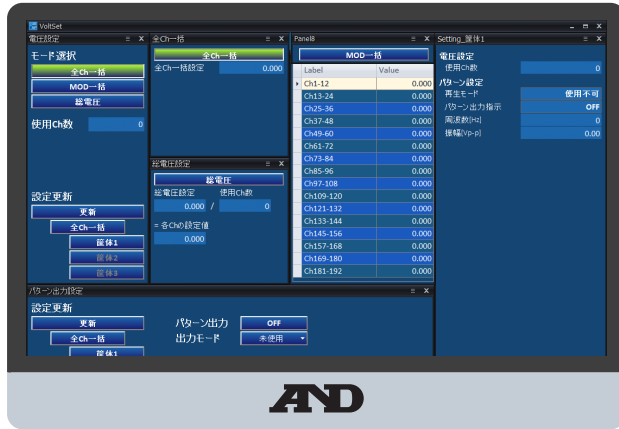 VoltSet
電圧設定
モード選択
全Ch一括
MOD一括
総電圧
使用Ch数 0
設定更新
更新
全Ch一括
筐体1
筐体2
筐体3
全Ch一括
全Ch一括
全Ch一括設定 0.000
総電圧設定
総電圧
総電圧設定 使用Ch数
0.000 / 0
= 各Chの設定値
0.000
Panel8
MOD一括
Label Value
Ch1-12 0.000
Ch13-24 0.000
Ch25-36 0.000
Ch37-48 0.000
Ch49-60 0.000
Ch61-72 0.000
Ch73-84 0.000
Ch85-96 0.000
Ch97-108 0.000
Ch109-120 0.000
Ch121-132 0.000
Ch133-144 0.000
Ch145-156 0.000
Ch157-168 0.000
Ch169-180 0.000
Ch181-192 0.000
Setting_筐体1
電圧設定
使用Ch数 0
パターン設定
再生モード 使用不可
パターン出力指示 OFF
周波数[Hz] 0
振幅[Vp-p] 0.00
パターン出力設定
設定更新
更新
全Ch一括
筐体1
パターン出力 OFF
出力モード 未使用
AND